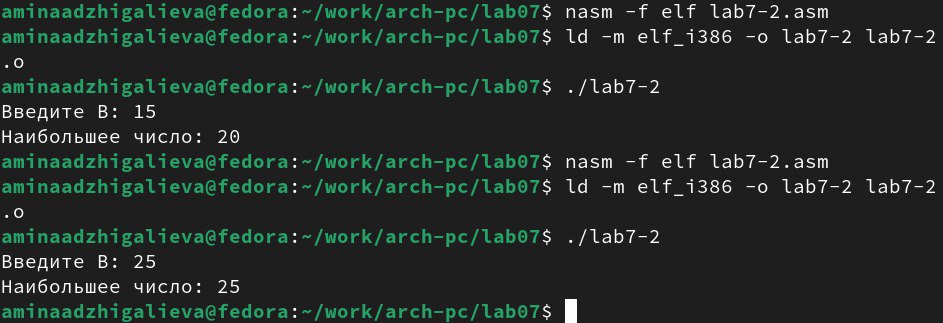 aminaadzhigalieva@fedora:~/work/arch-pc/lab07$ nasm -f elf lab7-2.asm
aminaadzhigalieva@fedora:~/work/arch-pc/lab07$ ld -m elf_i386 -o lab7-2 lab7-2
.o
aminaadzhigalieva@fedora:~/work/arch-pc/lab07$ ./lab7-2
Введите B: 15
Наибольшее число: 20
aminaadzhigalieva@fedora:~/work/arch-pc/lab07$ nasm -f elf lab7-2.asm
aminaadzhigalieva@fedora:~/work/arch-pc/lab07$ ld -m elf_i386 -o lab7-2 lab7-2
.o
aminaadzhigalieva@fedora:~/work/arch-pc/lab07$ ./lab7-2
Введите B: 25
Наибольшее число: 25
aminaadzhigalieva@fedora:~/work/arch-pc/lab07$